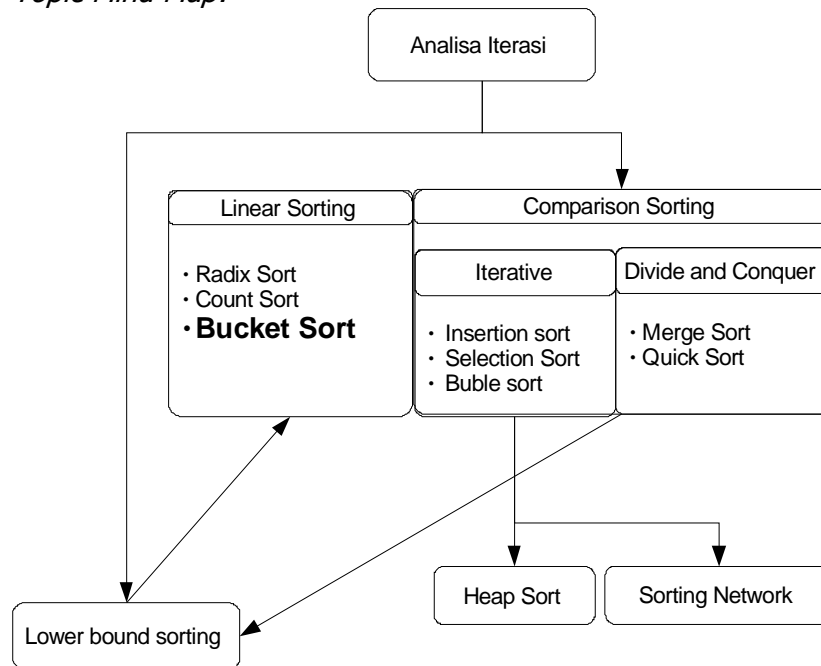 Topic Mind Map:
Analisa Iterasi
Linear Sorting
Comparison Sorting
· Radix Sort
· Count Sort
· Bucket Sort
Iterative
Divide and Conquer
· Insertion sort
· Selection Sort
· Buble sort
· Merge Sort
· Quick Sort
Heap Sort
Sorting Network
Lower bound sorting